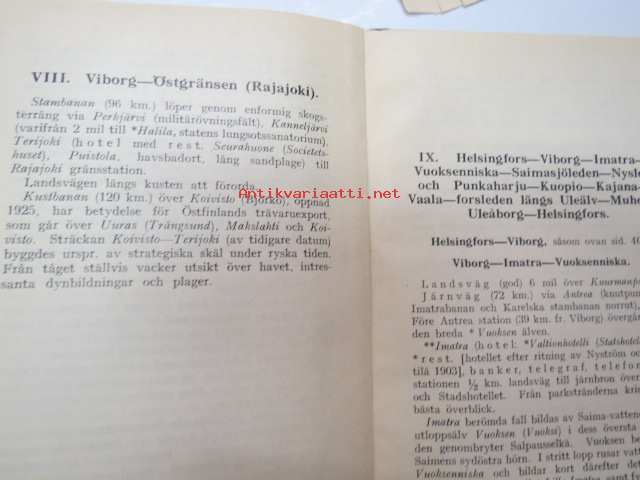 VIII. Viborg—Östgränsen (Rajajoki).
Stambanan (96 km.) löper genom enformig skogs-
terräng via Perkjärvi (militärövningsfält), Kanneljärvi
(varifrån 2 mil till *Halila, statens lungsotssanatorium),
Terijoki (hotel med rest. Seurahuone (Societets-
huset), Puistola, havsbadort, lång sandplage) till
Rajajoki gränsstation.
Landsvägen längs kusten att förorda.
Kustbanan (120 km.) över Koivisto (Björkö), öppnad
1925, har betydelse för Östfinlands trävaruexport,
som går över Uuras (Trångsund), Makslahti och Koi-
visto. Sträckan Koivisto—Terijoki (av tidigare datum)
byggdes urspr. av strategiska skäl under ryska tiden.
Från tåget ställvis vacker utsikt över havet, intres-
santa dynbildningar och plager.
Antikvariaatti.net
IX. Helsingfors—Viborg—Imatra—
Vuoksenniska—Saimasjöleden—Nysl
och Punkaharju—Kuopio—Kajana
Vaala—forsleden längs Uleälv—Muho
Uleåborg—Helsingfors.
Helsingfors—Viborg, såsom ovan sid. 40
Viborg—Imatra—Vuoksenniska.
Landsväg (god) 6 mil över
Järnväg (72 km.) via Antrea (knutpun
Imatrabanan och Karelska stambanan norrut),
Före Antrea station (39 km. fr. Viborg) övergår
den breda * Vuoksen älven.
**Imatra (hotel: *Valtionhotelli (Statshotel
*rest. [hotellet efter ritning av Nyström oc
tilä 1903], banker, telegraf, telefon
stationen ½ km. landsväg till järnbron över
och Stadshotellet. Från parkstränderna
bästa överblick.
Imatra berömda fall bildas av Saima-vatten
utloppsälv Vuoksen (Vuoksi) i dess översta
den genombryter Salpausselkä. Vuoksen be
Saimens sydöstra hörn. I stritt lopp rusar vatt
Vuoksenniska och bildar kort därefter